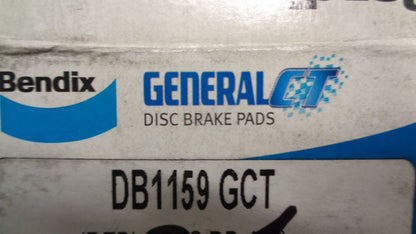 Bendix
GENERAL CT
DISC BRAKE PADS
DB1159 GCT